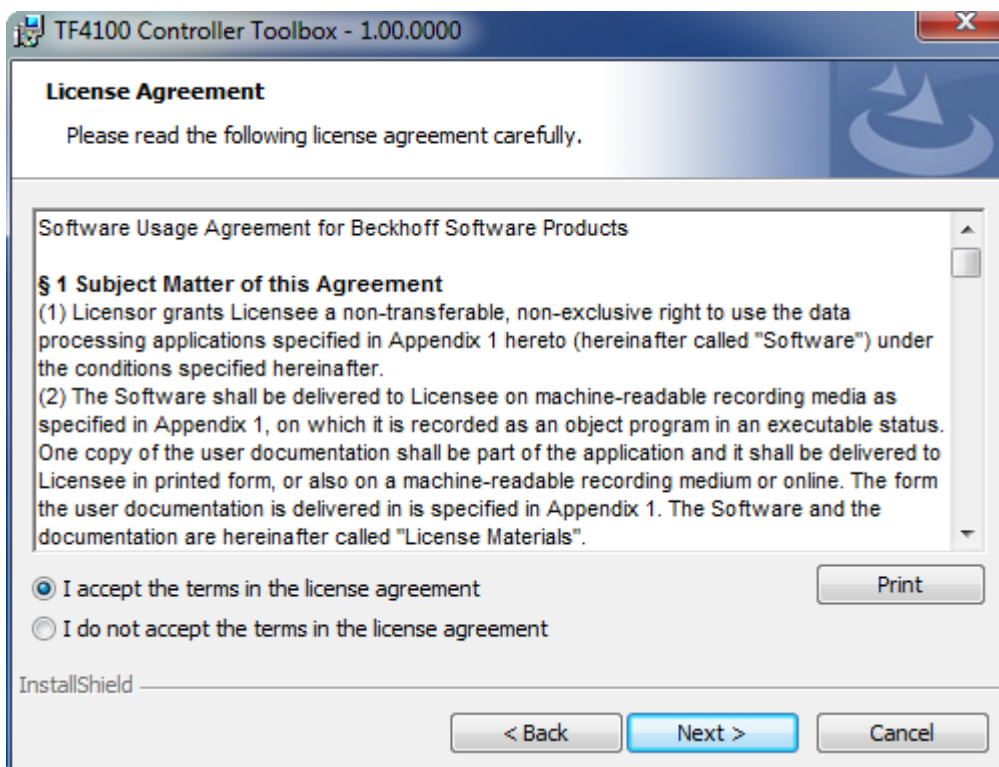 TF4100 Controller Toolbox - 1.00.0000
License Agreement
Please read the following license agreement carefully.
Software Usage Agreement for Beckhoff Software Products
§ 1 Subject Matter of this Agreement
(1) Licensor grants Licensee a non-transferable, non-exclusive right to use the data
processing applications specified in Appendix 1 hereto (hereinafter called "Software") under
the conditions specified hereinafter.
(2) The Software shall be delivered to Licensee on machine-readable recording media as
specified in Appendix 1, on which it is recorded as an object program in an executable status.
One copy of the user documentation shall be part of the application and it shall be delivered to
Licensee in printed form, or also on a machine-readable recording medium or online. The form
the user documentation is delivered in is specified in Appendix 1. The Software and the
documentation are hereinafter called "License Materials".
I accept the terms in the license agreement
Print
I do not accept the terms in the license agreement
InstallShield
< Back
Next >
Cancel